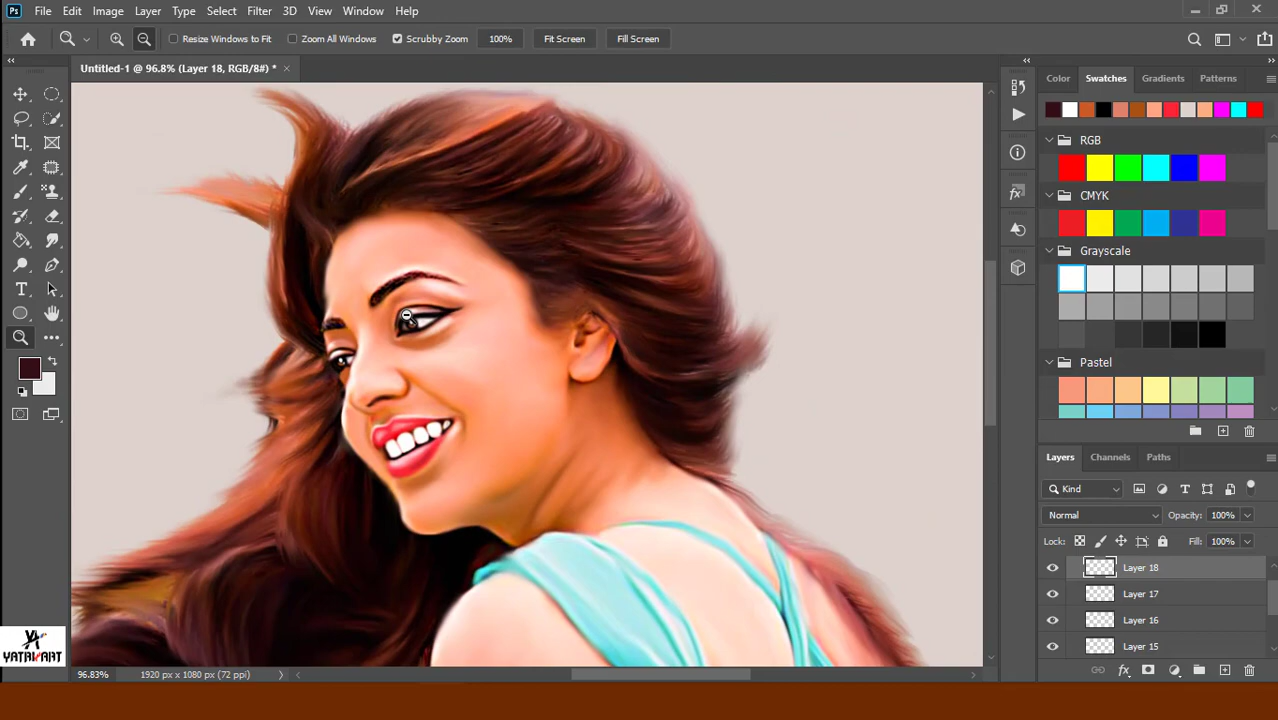 Ps File Edit Image Layer Type Select Filter 3D View Window Help
Resize Windows to Fit Zoom All Windows Scrubby Zoom 100% Fit Screen Fill Screen
Untitled-1 @ 96.8% (Layer 18, RGB/8#) *
Color Swatches Gradients Patterns
RGB
CMYK
Grayscale
Pastel
Layers Channels Paths
Kind
Normal Opacity: 100%
Lock: Fill: 100%
Layer 18
Layer 17
Layer 16
Layer 15
YA
YATRIKART
96.83% 1920 px x 1080 px (72 ppi)